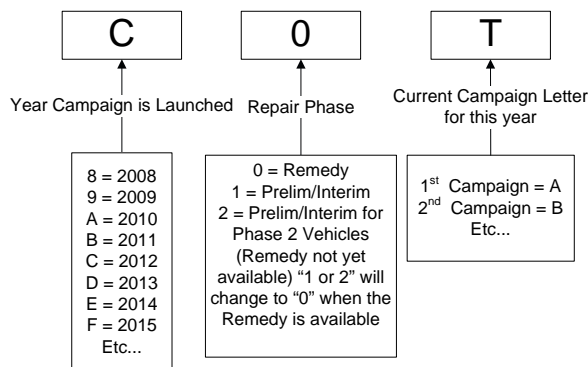 C 0 T
Year Campaign is Launched
Repair Phase
Current Campaign Letter
for this year
8 = 2008
9 = 2009
A = 2010
B = 2011
C = 2012
D = 2013
E = 2014
F = 2015
Etc...
0 = Remedy
1 = Prelim/Interim
2 = Prelim/Interim for
Phase 2 Vehicles
(Remedy not yet
available) “1 or 2” will
change to “0” when the
Remedy is available
1st Campaign = A
2nd Campaign = B
Etc...